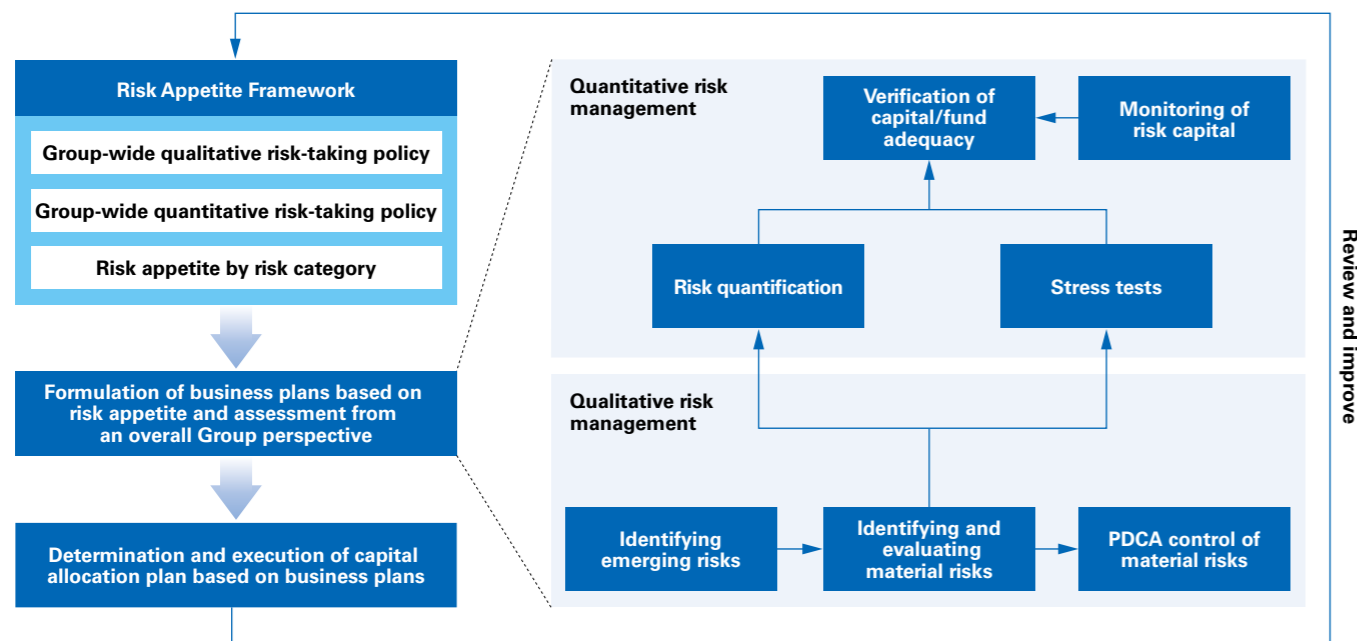 Risk Appetite Framework
Group-wide qualitative risk-taking policy
Group-wide quantitative risk-taking policy
Risk appetite by risk category
Formulation of business plans based on
risk appetite and assessment from
an overall Group perspective
Determination and execution of capital
allocation plan based on business plans
Quantitative risk
management
Verification of
capital/fund
adequacy
Monitoring of
risk capital
Risk quantification
Stress tests
Qualitative risk
management
Identifying
emerging risks
Identifying and
evaluating
material risks
PDCA control of
material risks
Review and improve